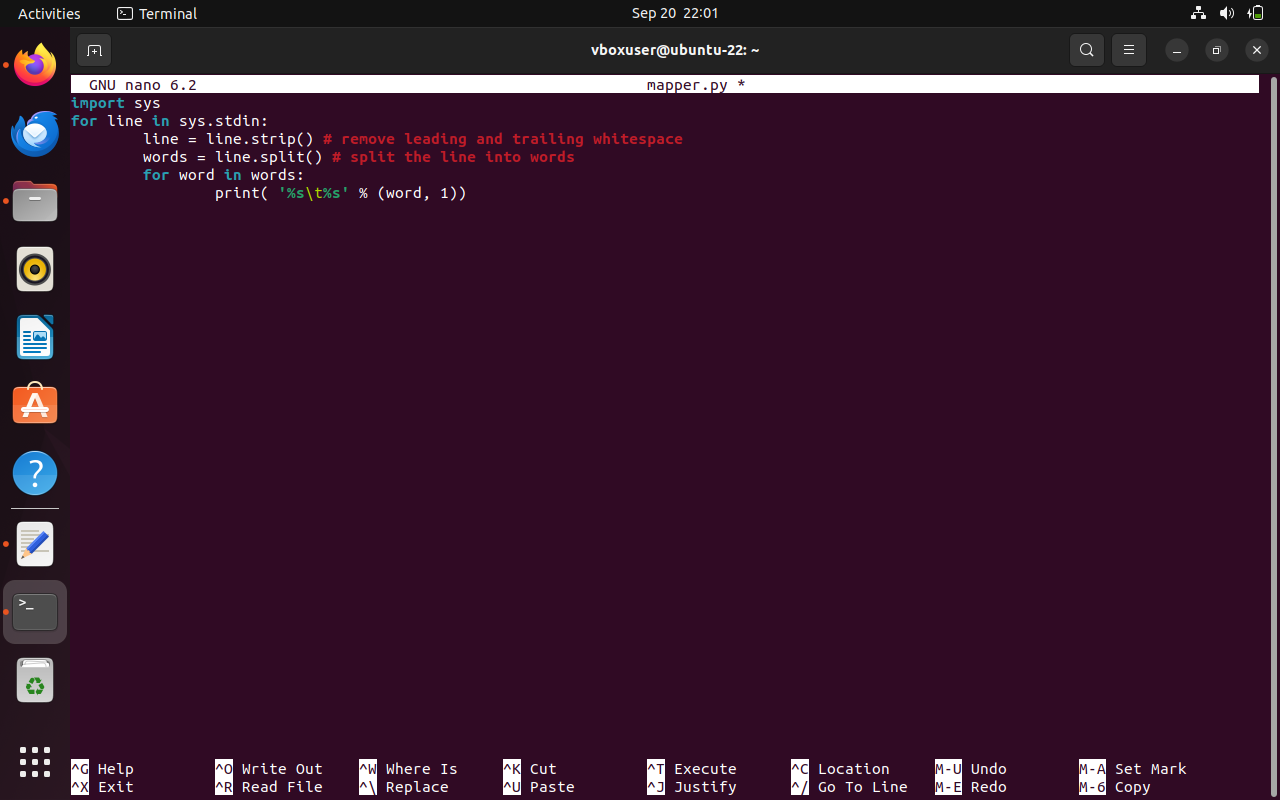 Activities Terminal Sep 20 22:01
vboxuser@ubuntu-22: ~
GNU nano 6.2 mapper.py *
import sys
for line in sys.stdin:
        line = line.strip() # remove leading and trailing whitespace
        words = line.split() # split the line into words
        for word in words:
                print( '%s\t%s' % (word, 1))
>_
^G Help ^O Write Out ^W Where Is ^K Cut ^T Execute ^C Location M-U Undo M-A Set Mark
^X Exit ^R Read File ^\ Replace ^U Paste ^J Justify ^/ Go To Line M-E Redo M-6 Copy